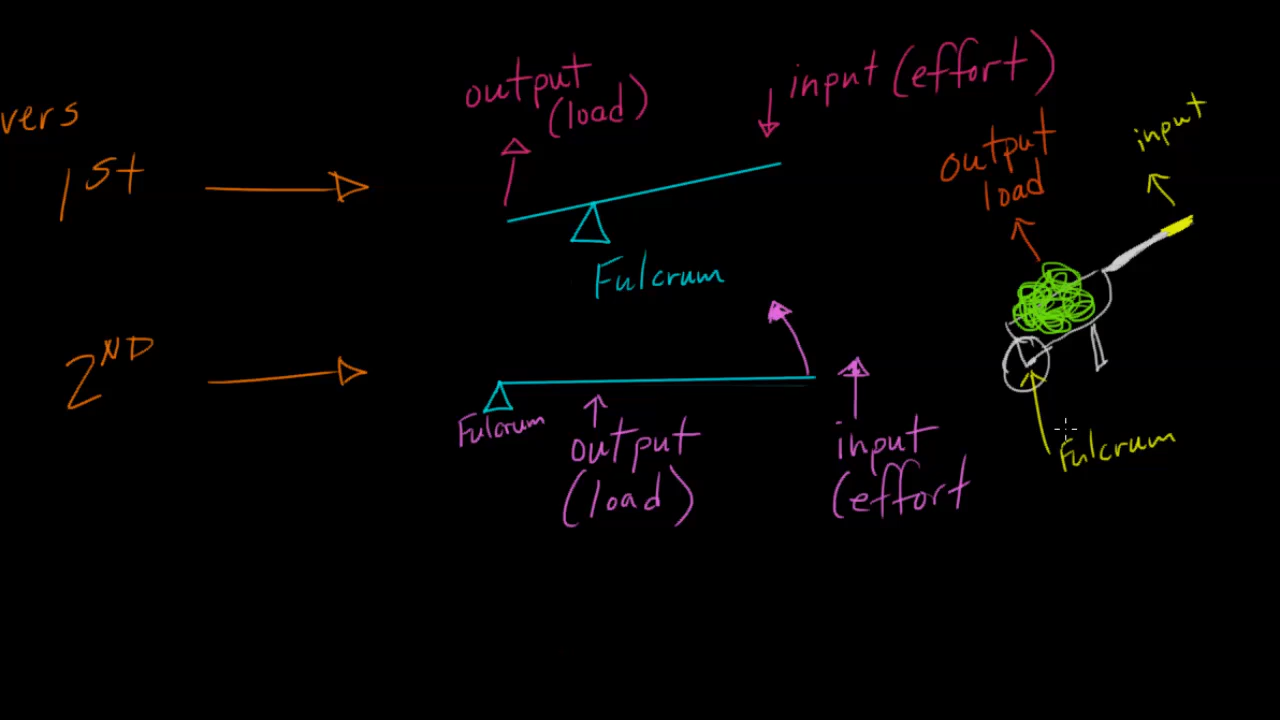 vers
1st
output
(load)
input (effort)
Fulcrum
output
load
input
2ND
Fulcrum
output
(load)
input
(effort
Fulcrum